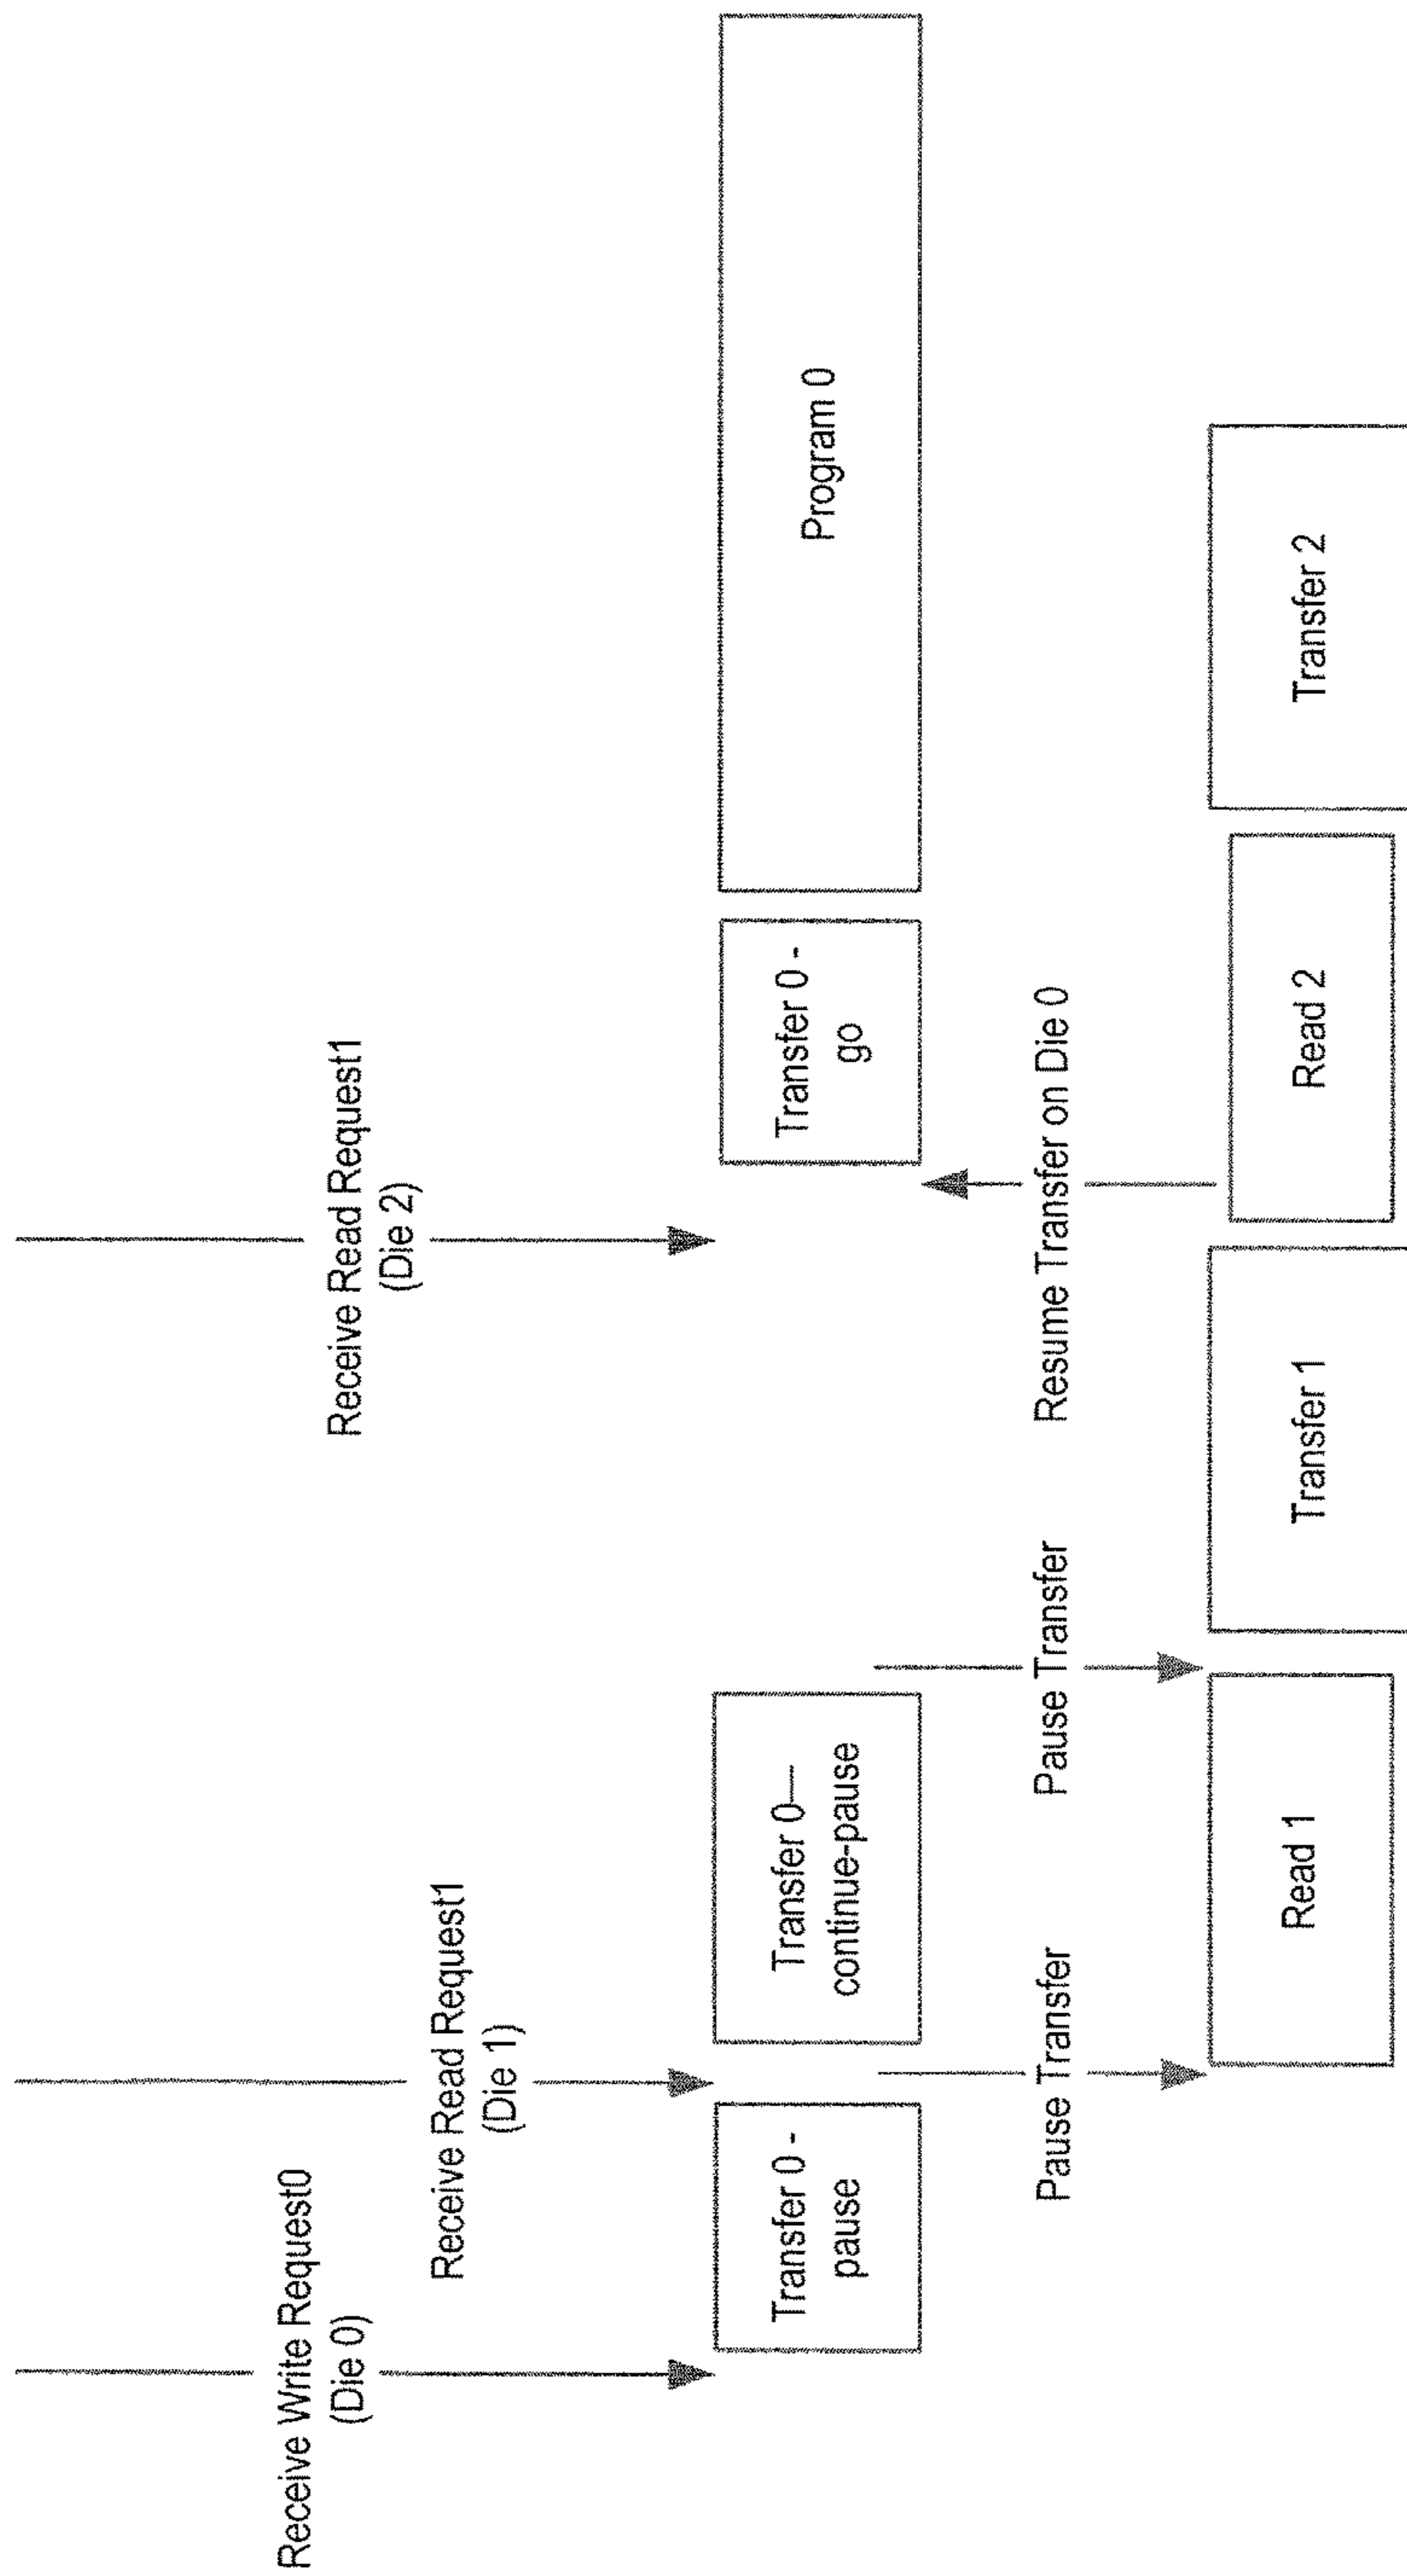 Receive Write Request0
(Die 0)
Receive Read Request1
(Die 1)
Receive Read Request1
(Die 2)
Transfer 0 -
pause
Transfer 0—
continue-pause
Transfer 0 -
go
Program 0
Pause Transfer
Pause Transfer
Resume Transfer on Die 0
Read 1
Transfer 1
Read 2
Transfer 2